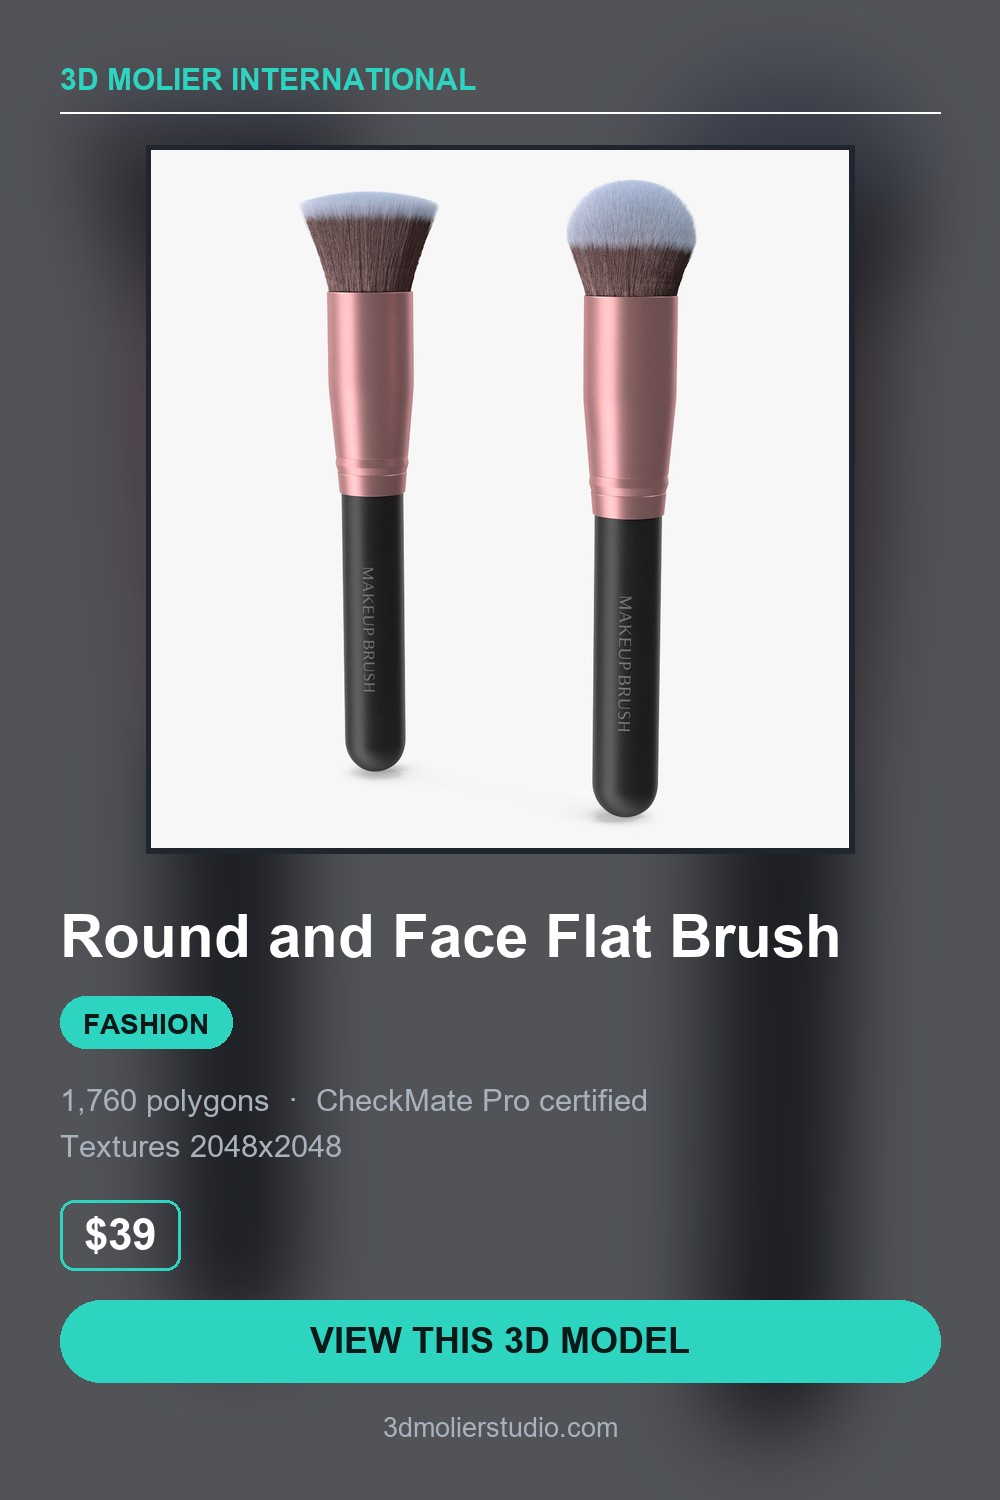 3D MOLIER INTERNATIONAL
MAKEUP BRUSH
MAKEUP BRUSH
Round and Face Flat Brush
FASHION
1,760 polygons · CheckMate Pro certified
Textures 2048x2048
$39
VIEW THIS 3D MODEL
3dmolierstudio.com